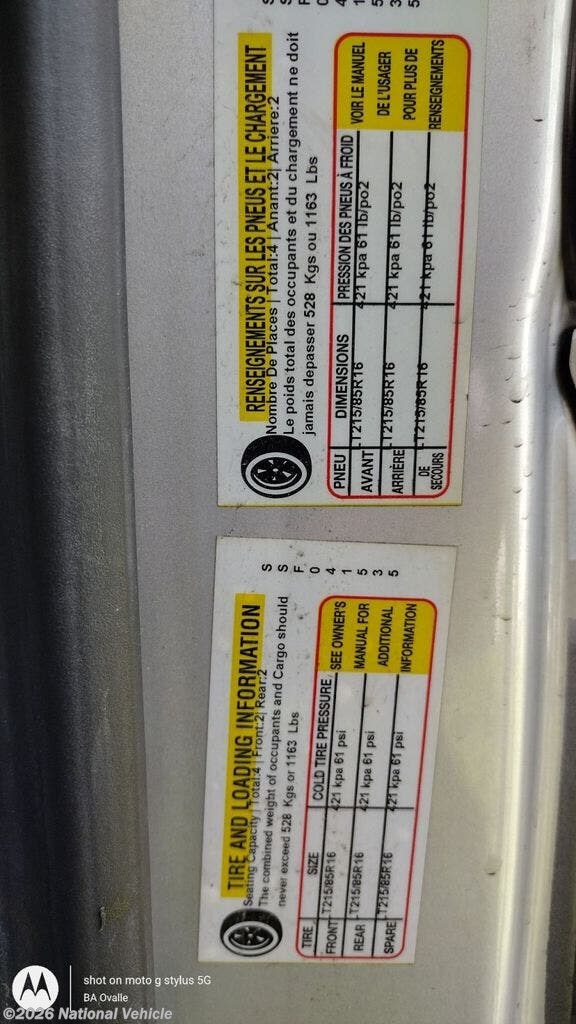 RENSEIGNEMENTS SUR LES PNEUS ET LE CHARGEMENT
Nombre De Places | Total:4 | Anant:2| Arriere:2
Le poids total des occupants et du chargement ne doit
jamais depasser 528 Kgs ou 1163 Lbs
PNEU DIMENSIONS PRESSION DES PNEUS À FROID VOIR LE MANUEL
AVANT LT215/85R16 421 kpa 61 lb/po2 DE L'USAGER
ARRIÈRE LT215/85R16 421 kpa 61 lb/po2 POUR PLUS DE
DE SECOURS LT215/85R16 421 kpa 61 lb/po2 RENSEIGNEMENTS
S
S
F
0
4
1
5
3
5
TIRE AND LOADING INFORMATION
Seating Capacity | Total:4 | Front:2| Rear:2
The combined weight of occupants and Cargo should
never exceed 528 Kgs or 1163 Lbs
TIRE SIZE COLD TIRE PRESSURE SEE OWNER'S
FRONT LT215/85R16 421 kpa 61 psi MANUAL FOR
REAR LT215/85R16 421 kpa 61 psi ADDITIONAL
SPARE LT215/85R16 421 kpa 61 psi INFORMATION
S
S
F
0
4
1
5
3
5
shot on moto g stylus 5G
BA Ovalle
©2026 National Vehicle